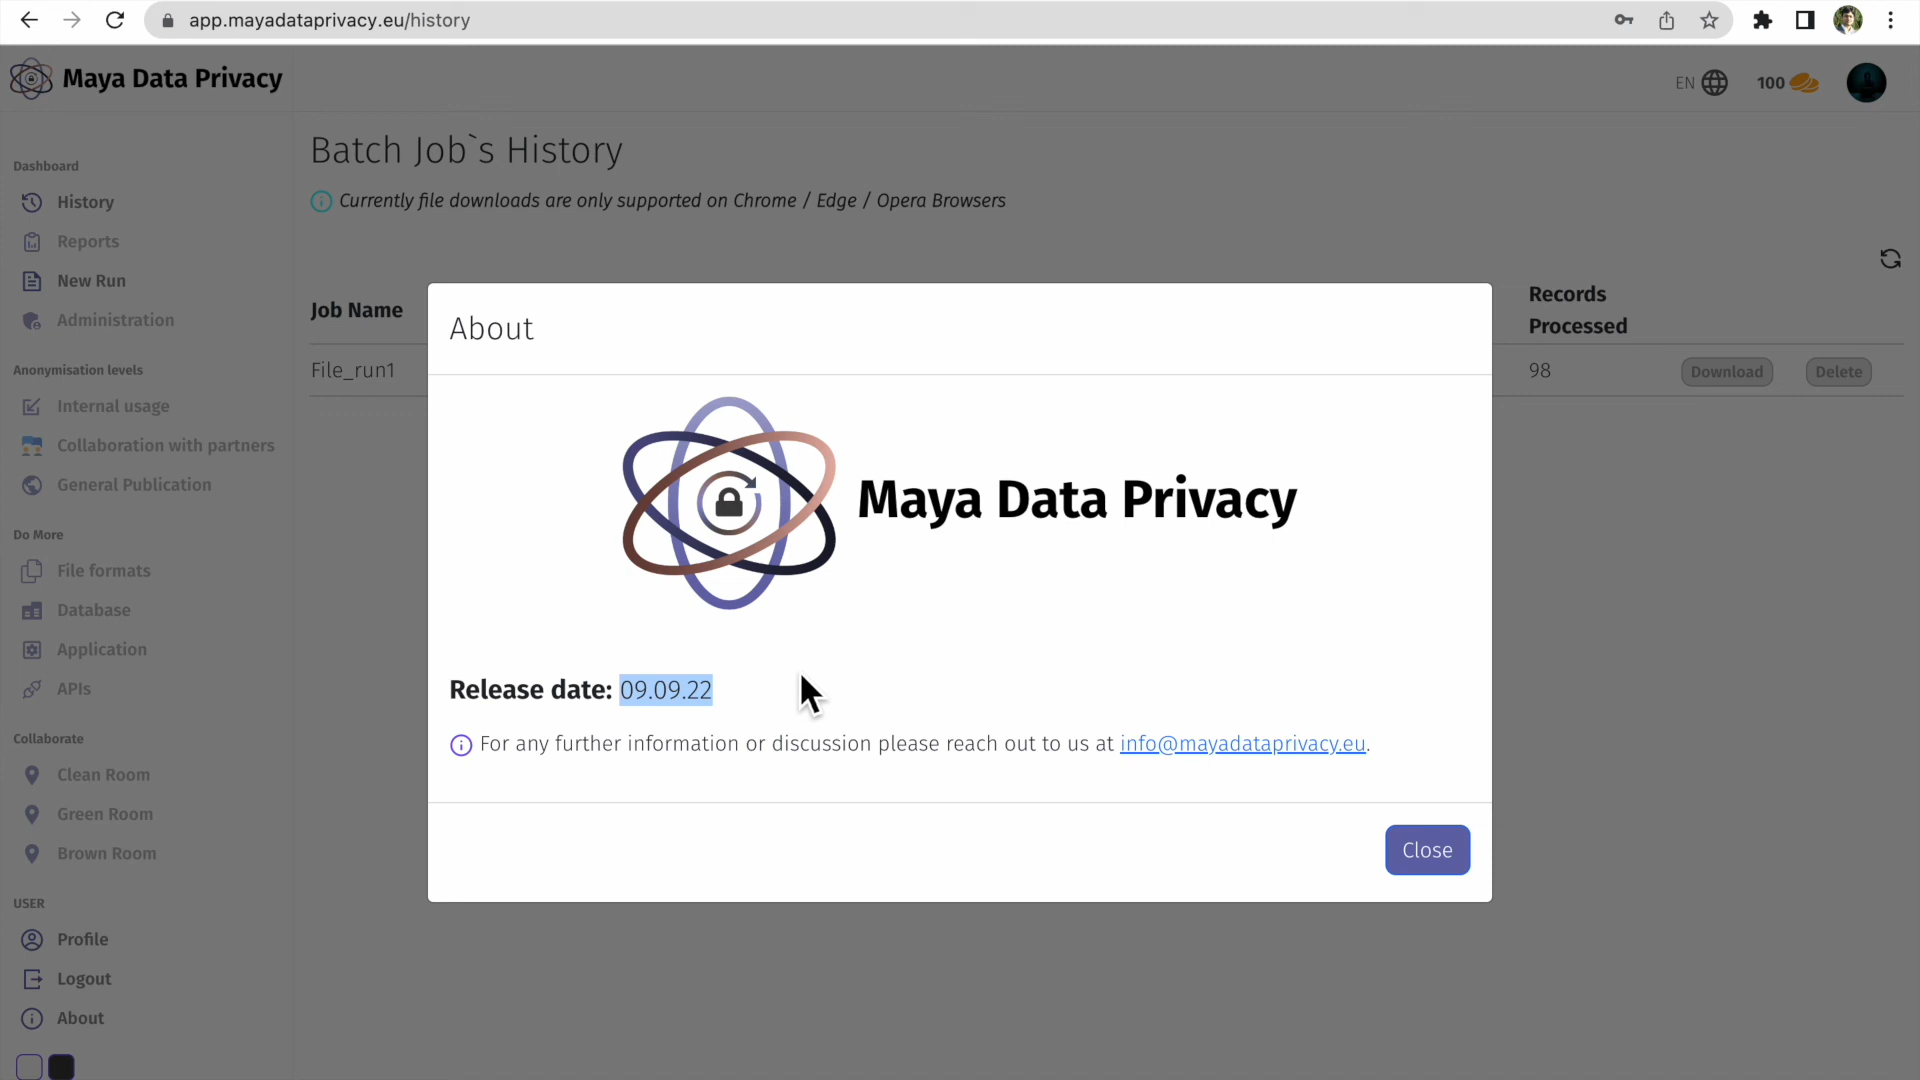 app.mayadataprivacy.eu/history
Maya Data Privacy
EN
100
Dashboard
History
Reports
New Run
Administration
Anonymisation levels
Internal usage
Collaboration with partners
General Publication
Do More
File formats
Database
Application
APIs
Collaborate
Clean Room
Green Room
Brown Room
USER
Profile
Logout
About
Batch Job`s History
Currently file downloads are only supported on Chrome / Edge / Opera Browsers
Job Name
Records
Processed
File_run1
98
Download
Delete
About
Maya Data Privacy
Release date: 09.09.22
For any further information or discussion please reach out to us at info@mayadataprivacy.eu.
Close